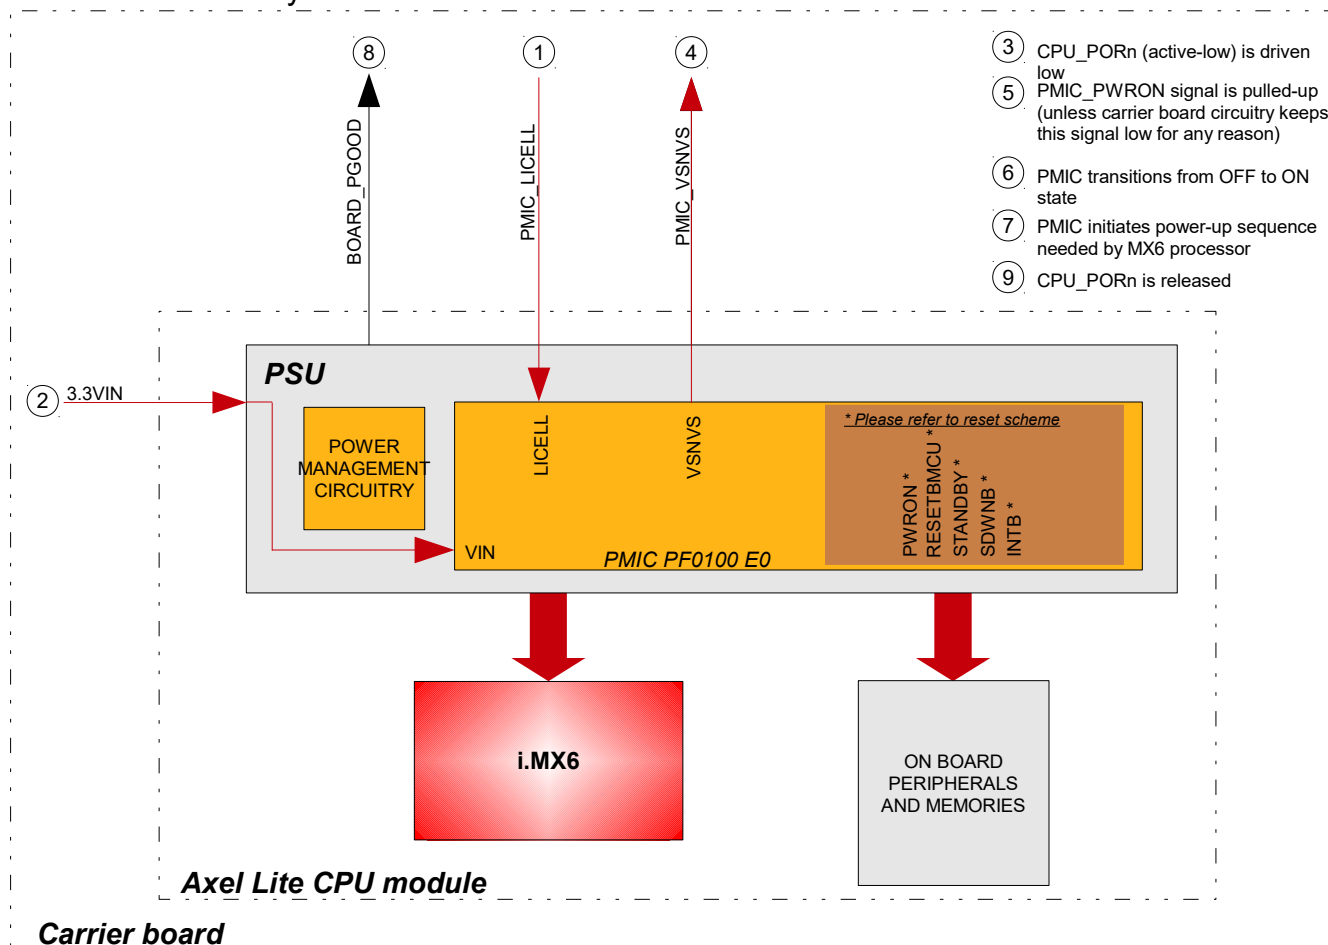 8
1
4
3 CPU_PORn (active-low) is driven
low
5 PMIC_PWRON signal is pulled-up
(unless carrier board circuitry keeps
this signal low for any reason)
6 PMIC transitions from OFF to ON
state
7 PMIC initiates power-up sequence
needed by MX6 processor
9 CPU_PORn is released
BOARD_PGOOD
PMIC_LICELL
PMIC_VSNVS
PSU
2 3.3VIN
POWER
MANAGEMENT
CIRCUITRY
LICELL
VSNVS
* Please refer to reset scheme
PWRON *
RESETBMCU *
STANDBY *
SDWNB *
INTB *
VIN
PMIC PF0100 E0
i.MX6
ON BOARD
PERIPHERALS
AND MEMORIES
Axel Lite CPU module
Carrier board